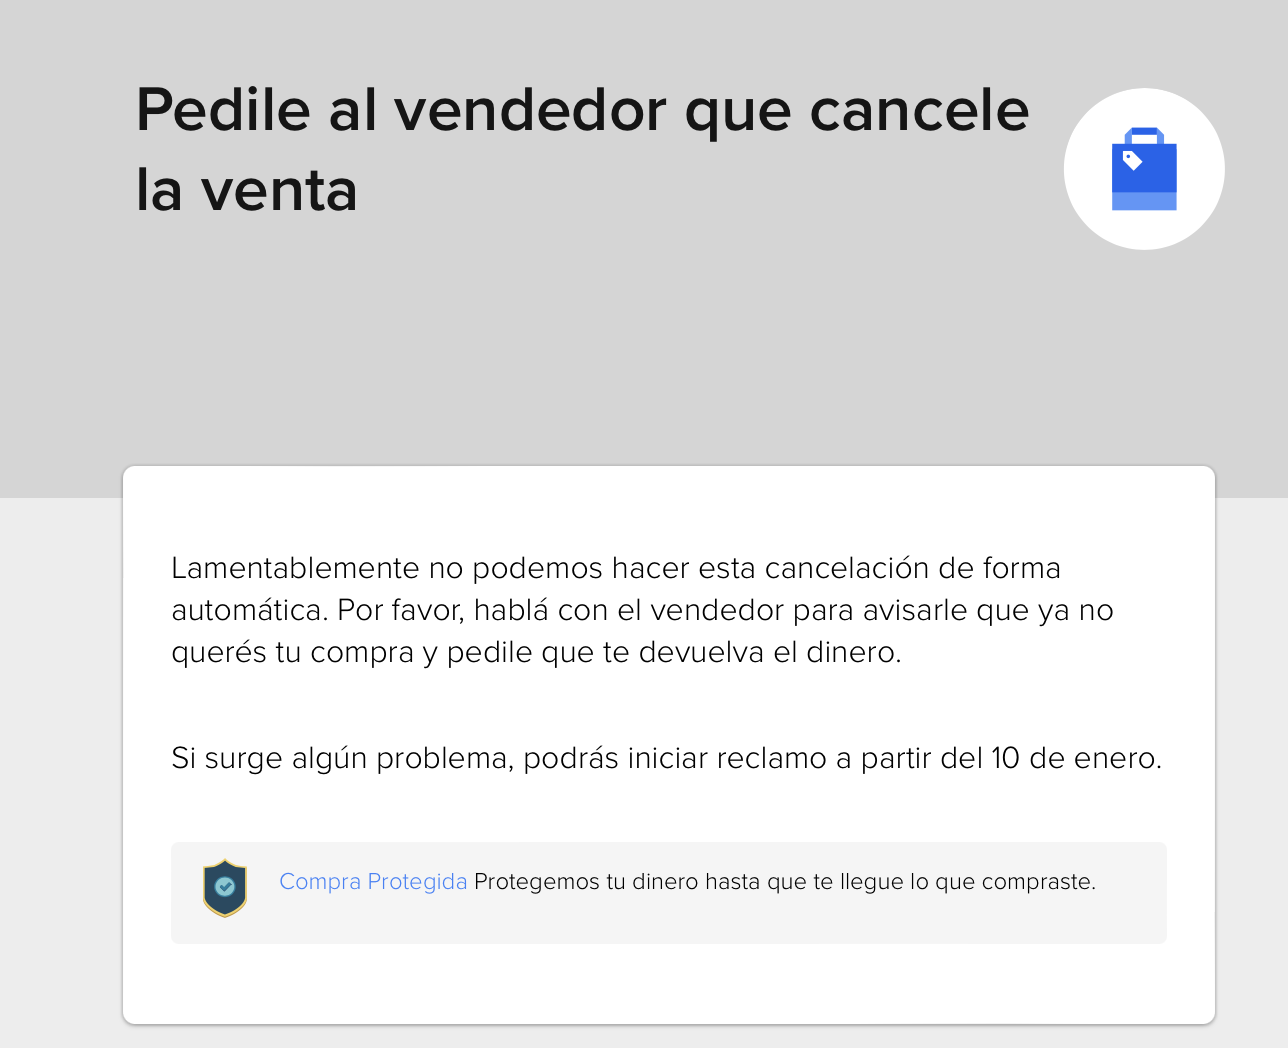 Pedile al vendedor que cancele
la venta
Lamentablemente no podemos hacer esta cancelación de forma
automática. Por favor, hablá con el vendedor para avisarle que ya no
querés tu compra y pedile que te devuelva el dinero.
Si surge algún problema, podrás iniciar reclamo a partir del 10 de enero.
Compra Protegida Protegemos tu dinero hasta que te llegue lo que compraste.